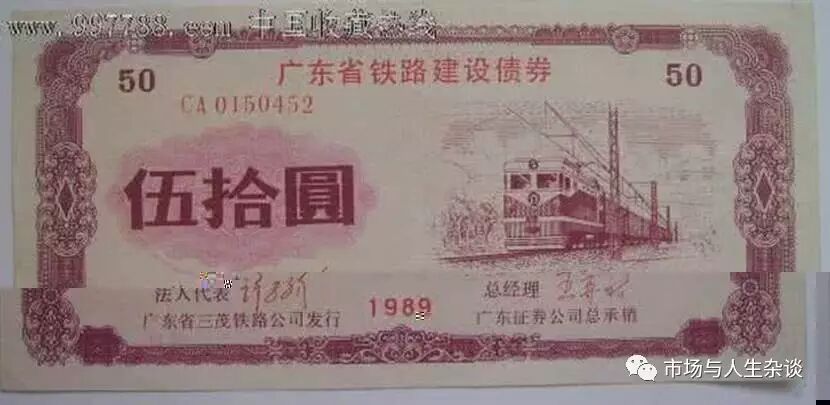 www.997788.com 中国收藏热线
50 广东省铁路建设债券 50
CA 0150452
伍拾圆
法人代表
总经理
广东省三茂铁路公司发行
1989
广东证券公司总承销
市场与人生杂谈